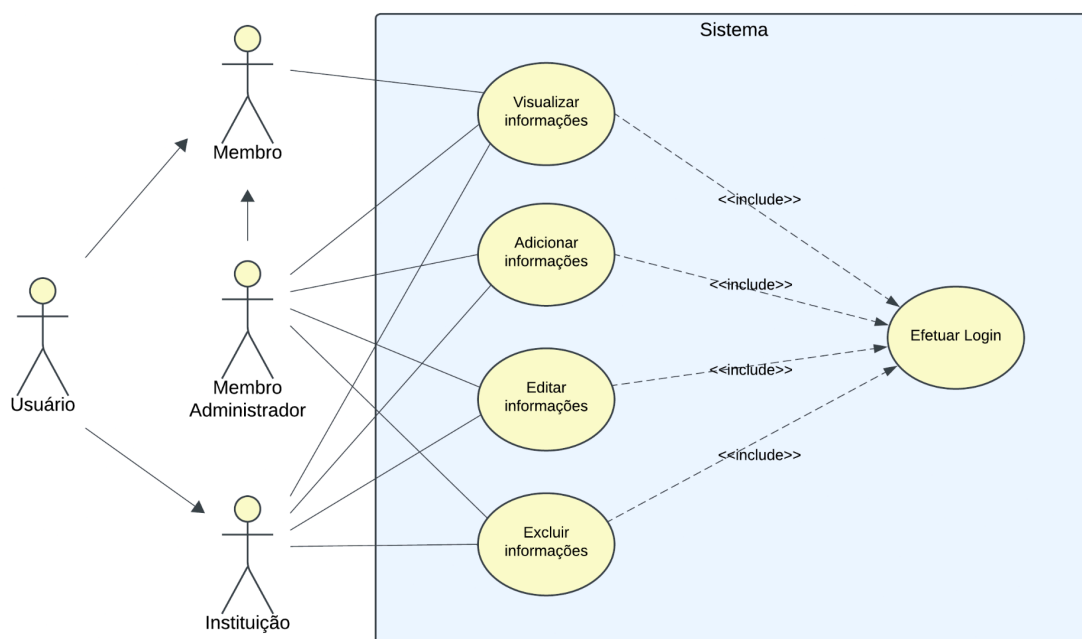 Sistema
Membro
Visualizar
informações
<<include>>
Adicionar
informações
<<include>>
Membro
Administrador
Usuário
Efetuar Login
Editar
informações
<<include>>
<<include>>
Excluir
informações
Instituição